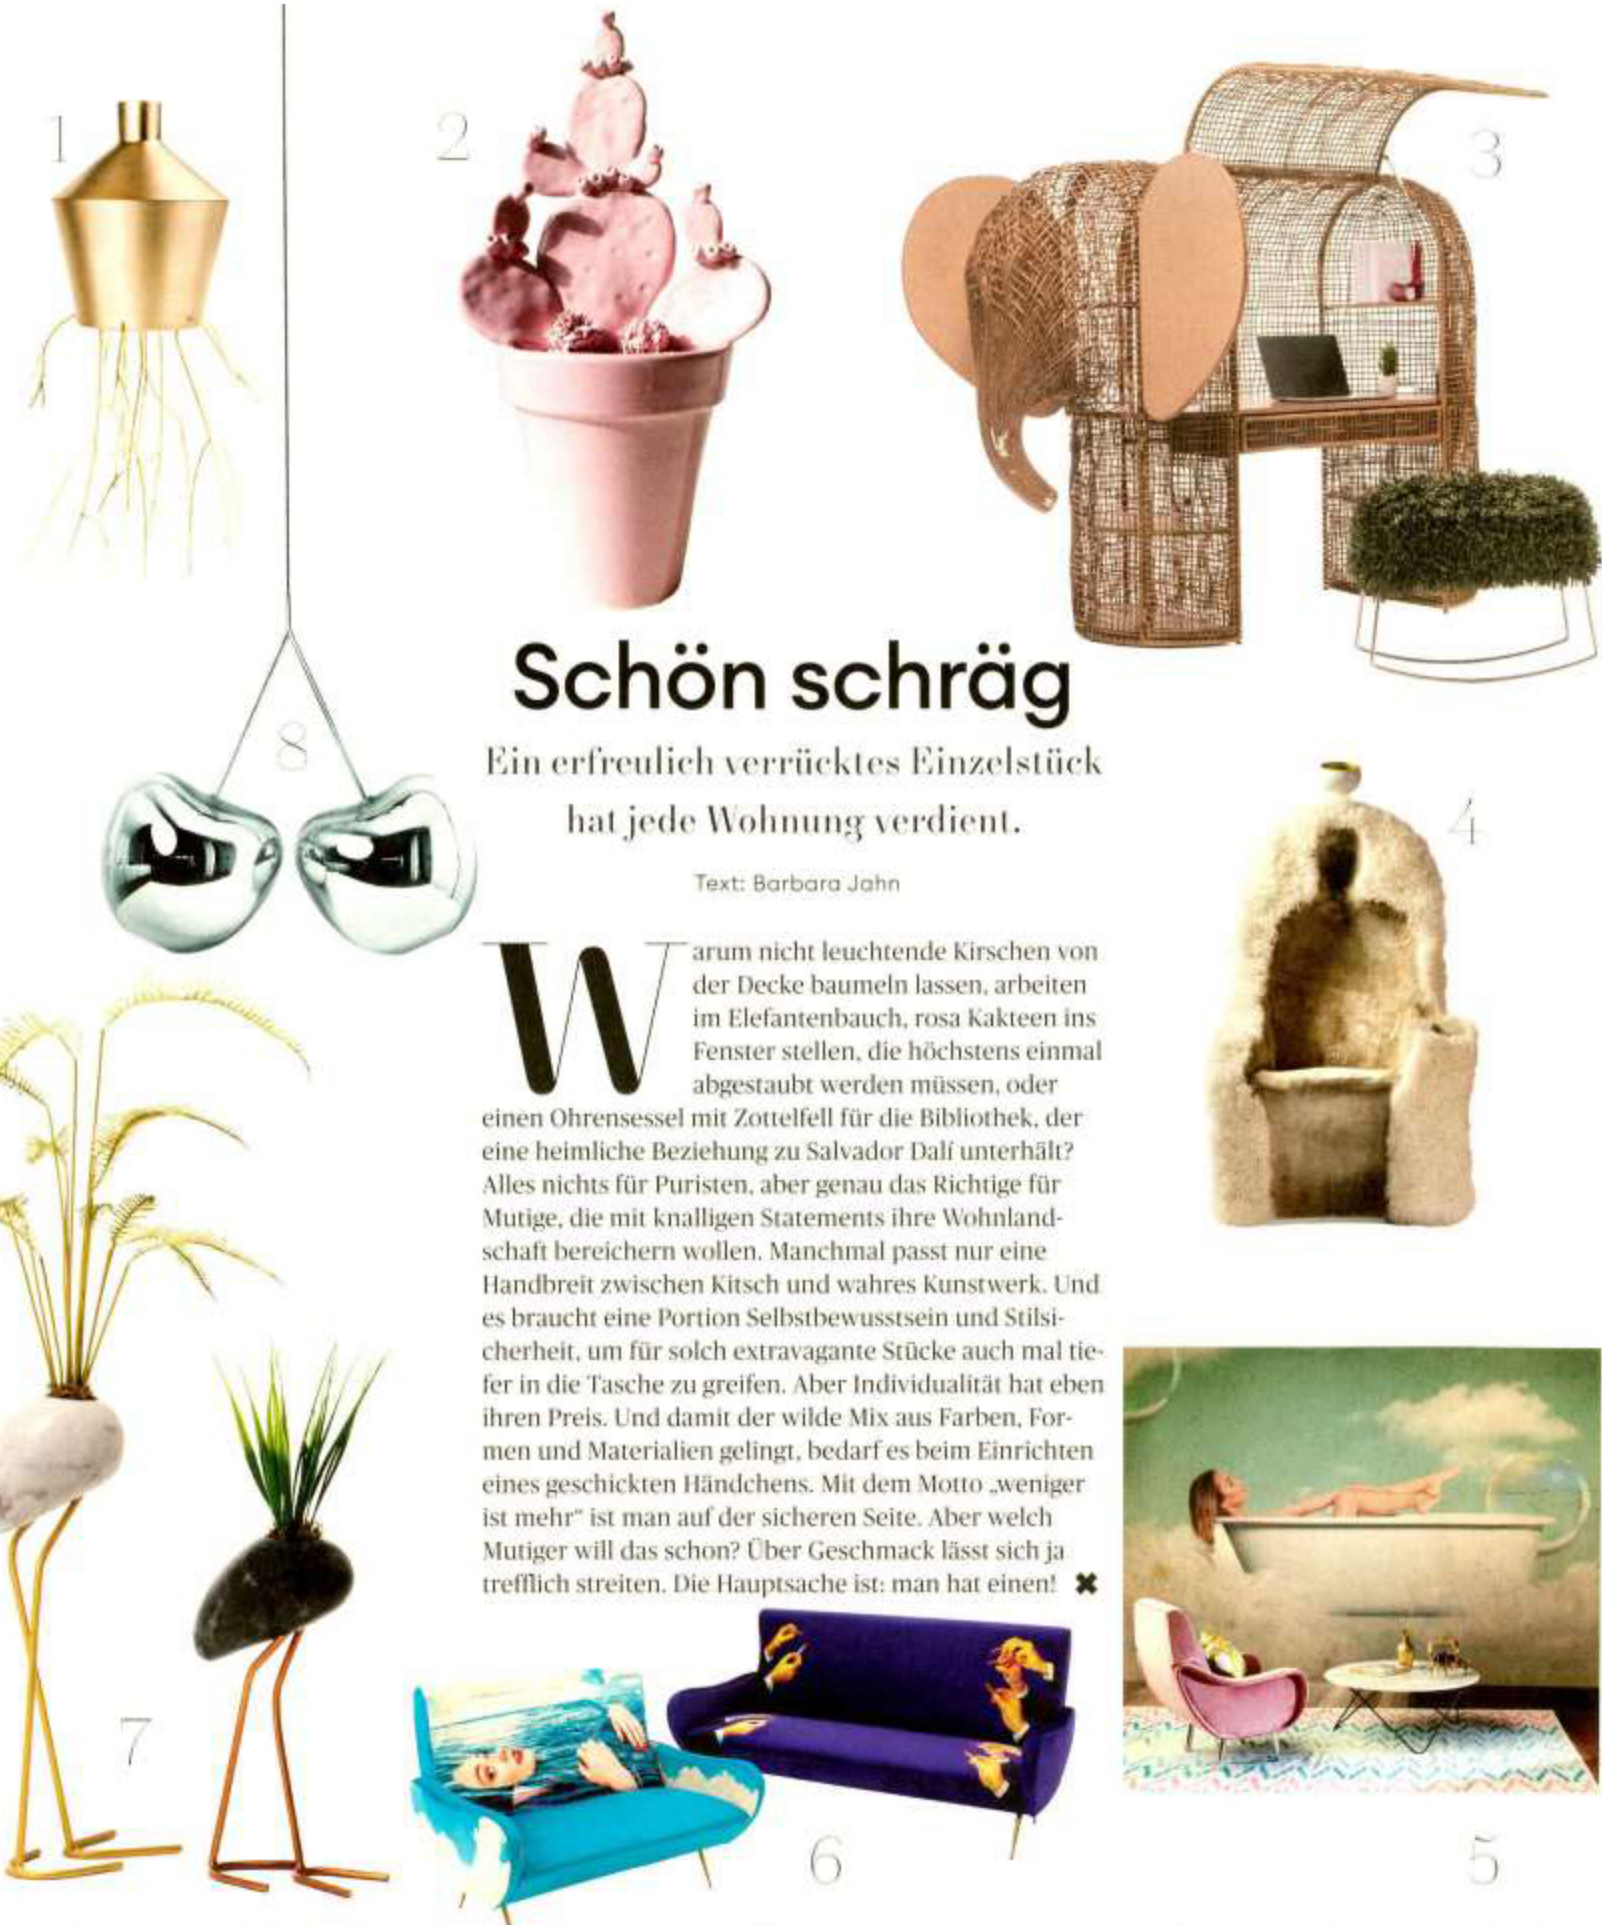 1
2
3
Schön schräg
Ein erfreulich verrücktes Einzelstück
hat jede Wohnung verdient.
Text: Barbara Jahn
8
4
Warum nicht leuchtende Kirschen von
der Decke baumeln lassen, arbeiten
im Elefantenbauch, rosa Kakteen ins
Fenster stellen, die höchstens einmal
abgestaubt werden müssen, oder
einen Ohrensessel mit Zottelfell für die Bibliothek, der
eine heimliche Beziehung zu Salvador Dalí unterhält?
Alles nichts für Puristen, aber genau das Richtige für
Mutige, die mit knalligen Statements ihre Wohnland-
schaft bereichern wollen. Manchmal passt nur eine
Handbreit zwischen Kitsch und wahres Kunstwerk. Und
es braucht eine Portion Selbstbewusstsein und Stilsi-
cherheit, um für solch extravagante Stücke auch mal tie-
fer in die Tasche zu greifen. Aber Individualität hat eben
ihren Preis. Und damit der wilde Mix aus Farben, For-
men und Materialien gelingt, bedarf es beim Einrichten
eines geschickten Händchens. Mit dem Motto „weniger
ist mehr“ ist man auf der sicheren Seite. Aber welch
Mutiger will das schon? Über Geschmack lässt sich ja
trefflich streiten. Die Hauptsache ist: man hat einen!
7
6
5